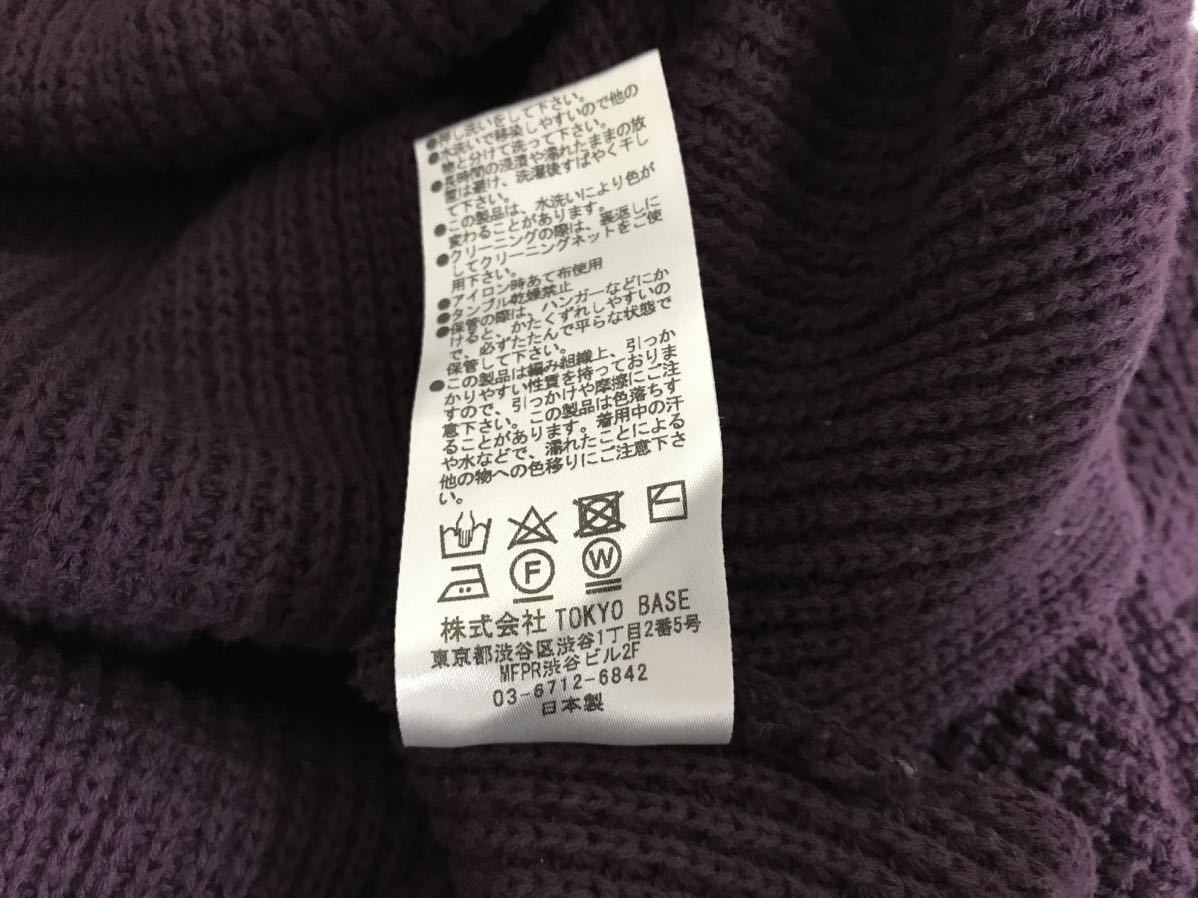 ●押し洗いをして下さい。
●水洗いで移染しやすいので他の
物と分けて洗って下さい。
●長時間の浸漬や濡れたままの放
置は避け、洗濯後すばやく干し
て下さい。
●この製品は、水洗いにより色が
変わることがあります。
●クリーニングの際は、裏返しに
してクリーニングネットをご使
用下さい。
●アイロン時あて布使用
●タンブル乾燥禁止
●保管の際は、ハンガーなどにか
けると、かたくずれしやすいの
で、必ずたたんで平らな状態で
保管して下さい。
●この製品は編み組織上、引っか
かりやすい性質を持っておりま
すので、引っかけや摩擦にご注
意下さい。この製品は色落ちす
ることがあります。着用中の汗
や水などで、濡れたことによる
他の物への色移りにご注意下さ
い。
F W
株式会社 TOKYO BASE
東京都渋谷区渋谷1丁目2番5号
MFPR渋谷ビル2F
03-6712-6842
日本製